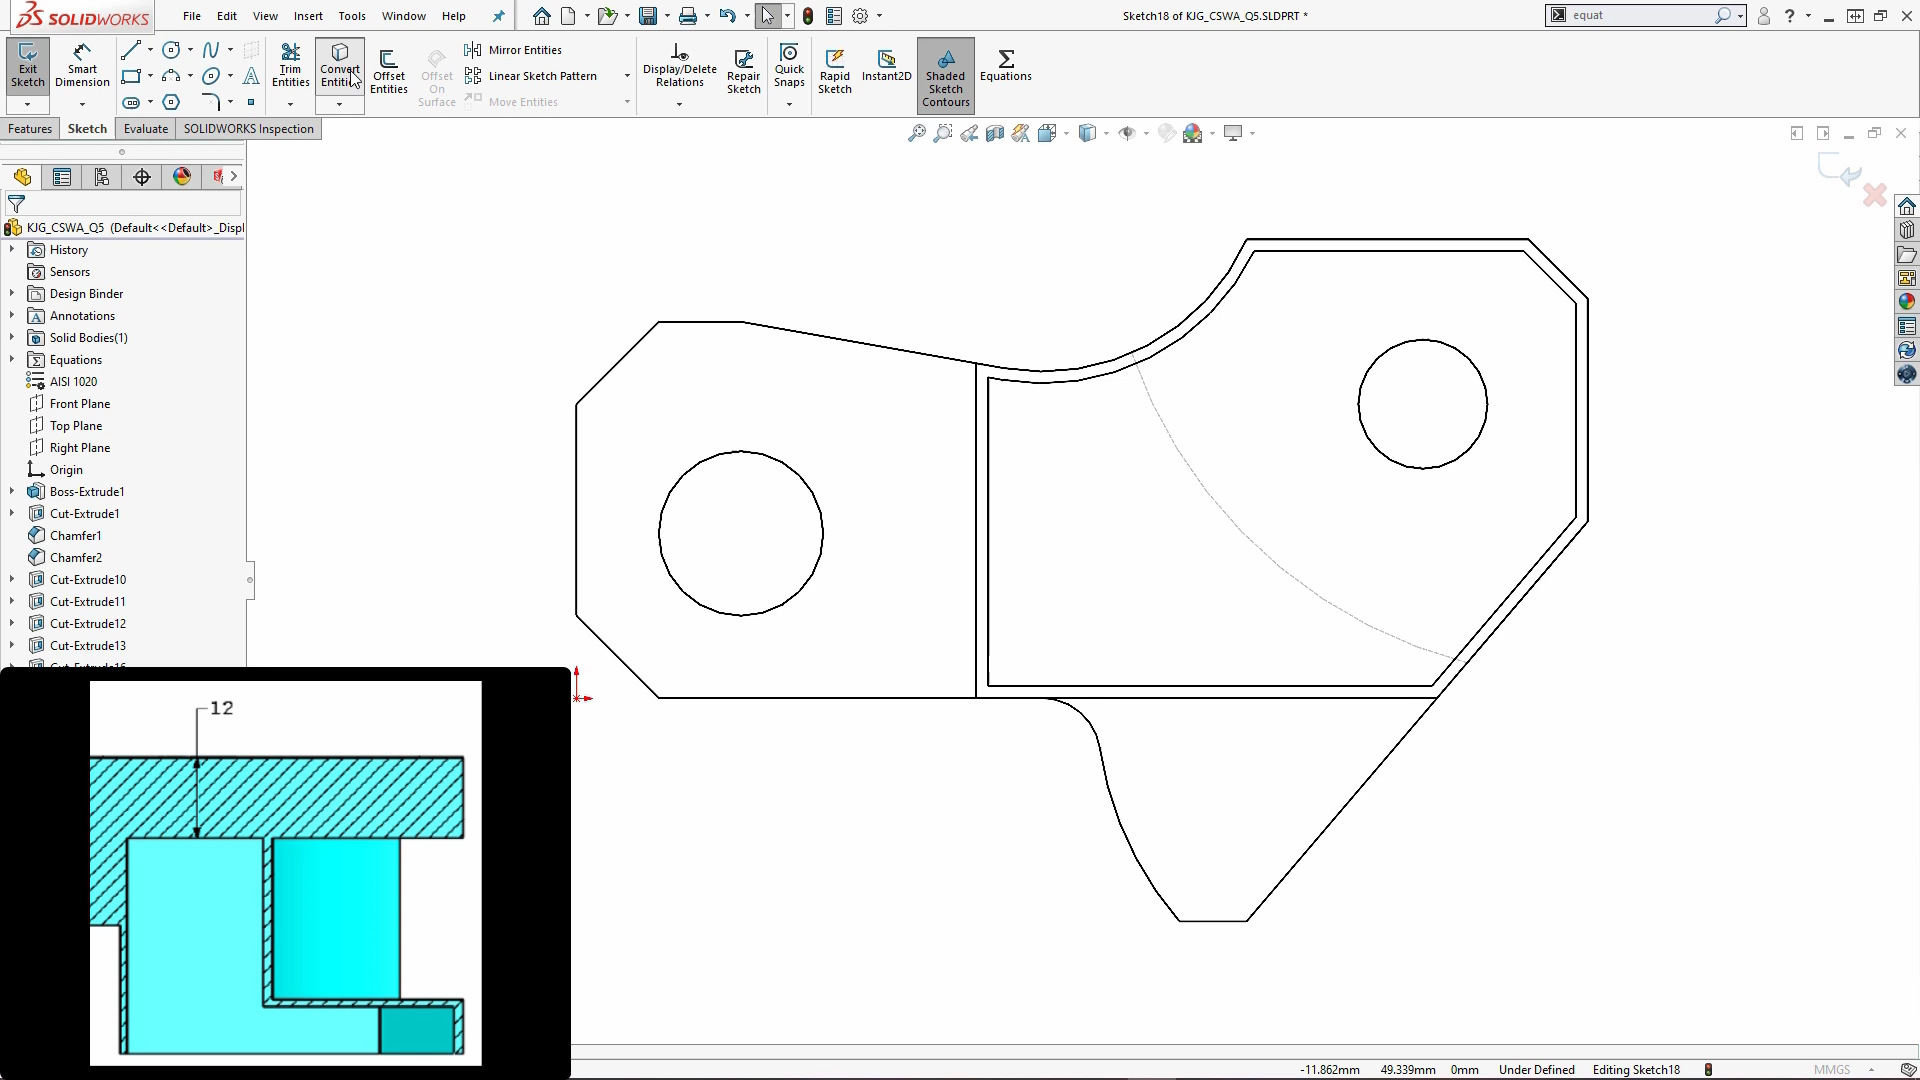 SOLIDWORKS
File Edit View Insert Tools Window Help
Sketch18 of KJG_CSWA_Q5.SLDPRT *
equat
Exit Sketch
Smart Dimension
Trim Entities
Convert Entities
Offset Entities
Offset On Surface
Mirror Entities
Linear Sketch Pattern
Move Entities
Display/Delete Relations
Repair Sketch
Quick Snaps
Rapid Sketch
Instant2D
Shaded Sketch Contours
Equations
Features Sketch Evaluate SOLIDWORKS Inspection
KJG_CSWA_Q5 (Default<<Default>_Displ
History
Sensors
Design Binder
Annotations
Solid Bodies(1)
Equations
AISI 1020
Front Plane
Top Plane
Right Plane
Origin
Boss-Extrude1
Cut-Extrude1
Chamfer1
Chamfer2
Cut-Extrude10
Cut-Extrude11
Cut-Extrude12
Cut-Extrude13
12
-11.862mm 49.339mm 0mm Under Defined Editing Sketch18 MMGS